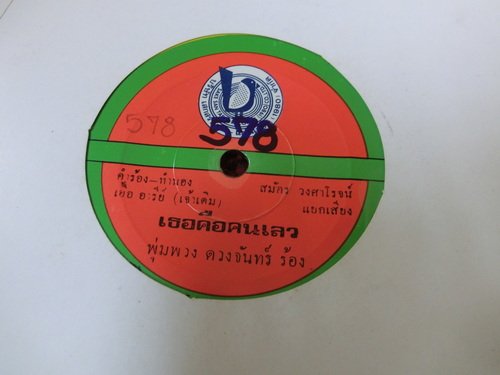 578
578
คำร้อง-ทำนอง
เอื้อ อารีย์ (เจ้าเดิม)
สมัคร วงศาโรจน์
แยกเสียง
เธอคือคนเลว
พุ่มพวง ดวงจันทร์ ร้อง